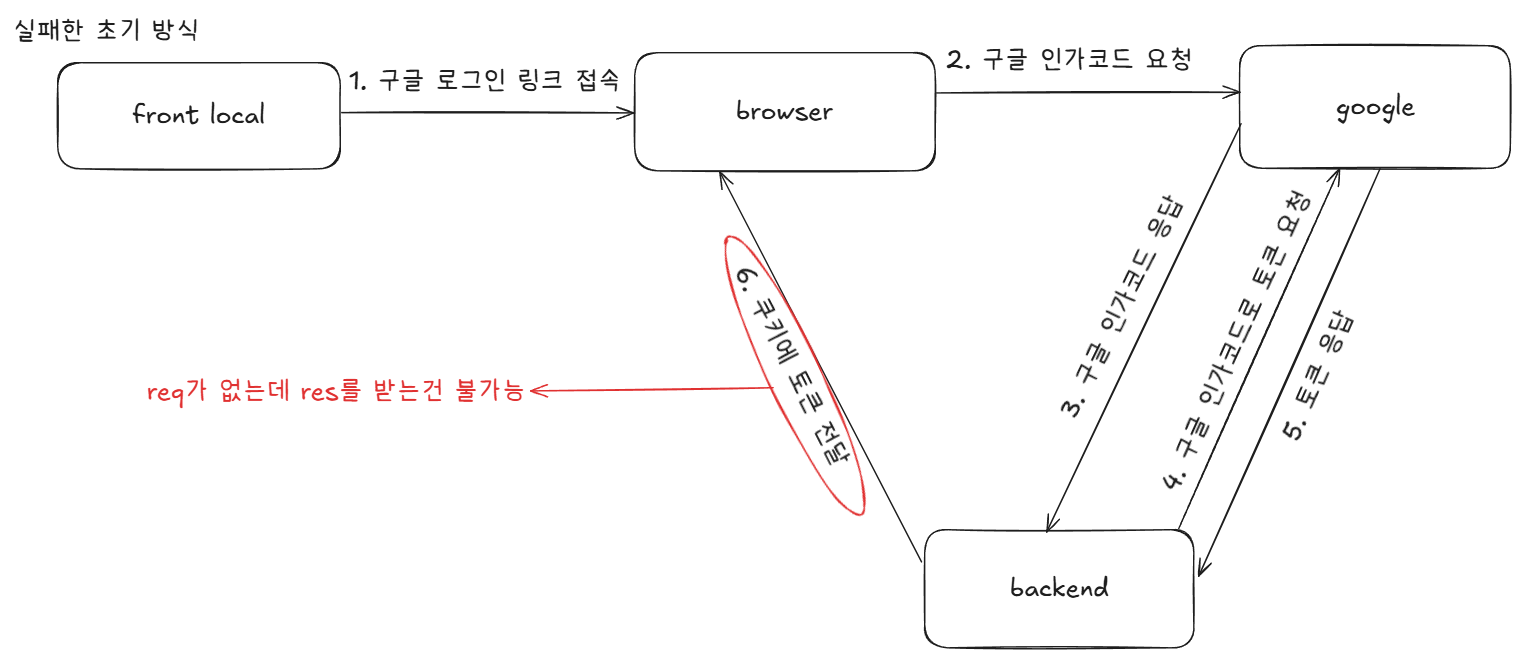 실패한 초기 방식
front local
1. 구글 로그인 링크 접속
browser
2. 구글 인가코드 요청
google
3. 구글 인가코드 응답
4. 구글 인가코드로 토큰 요청
5. 토큰 응답
6. 쿠키에 토큰 전달
req가 없는데 res를 받는건 불가능
backend